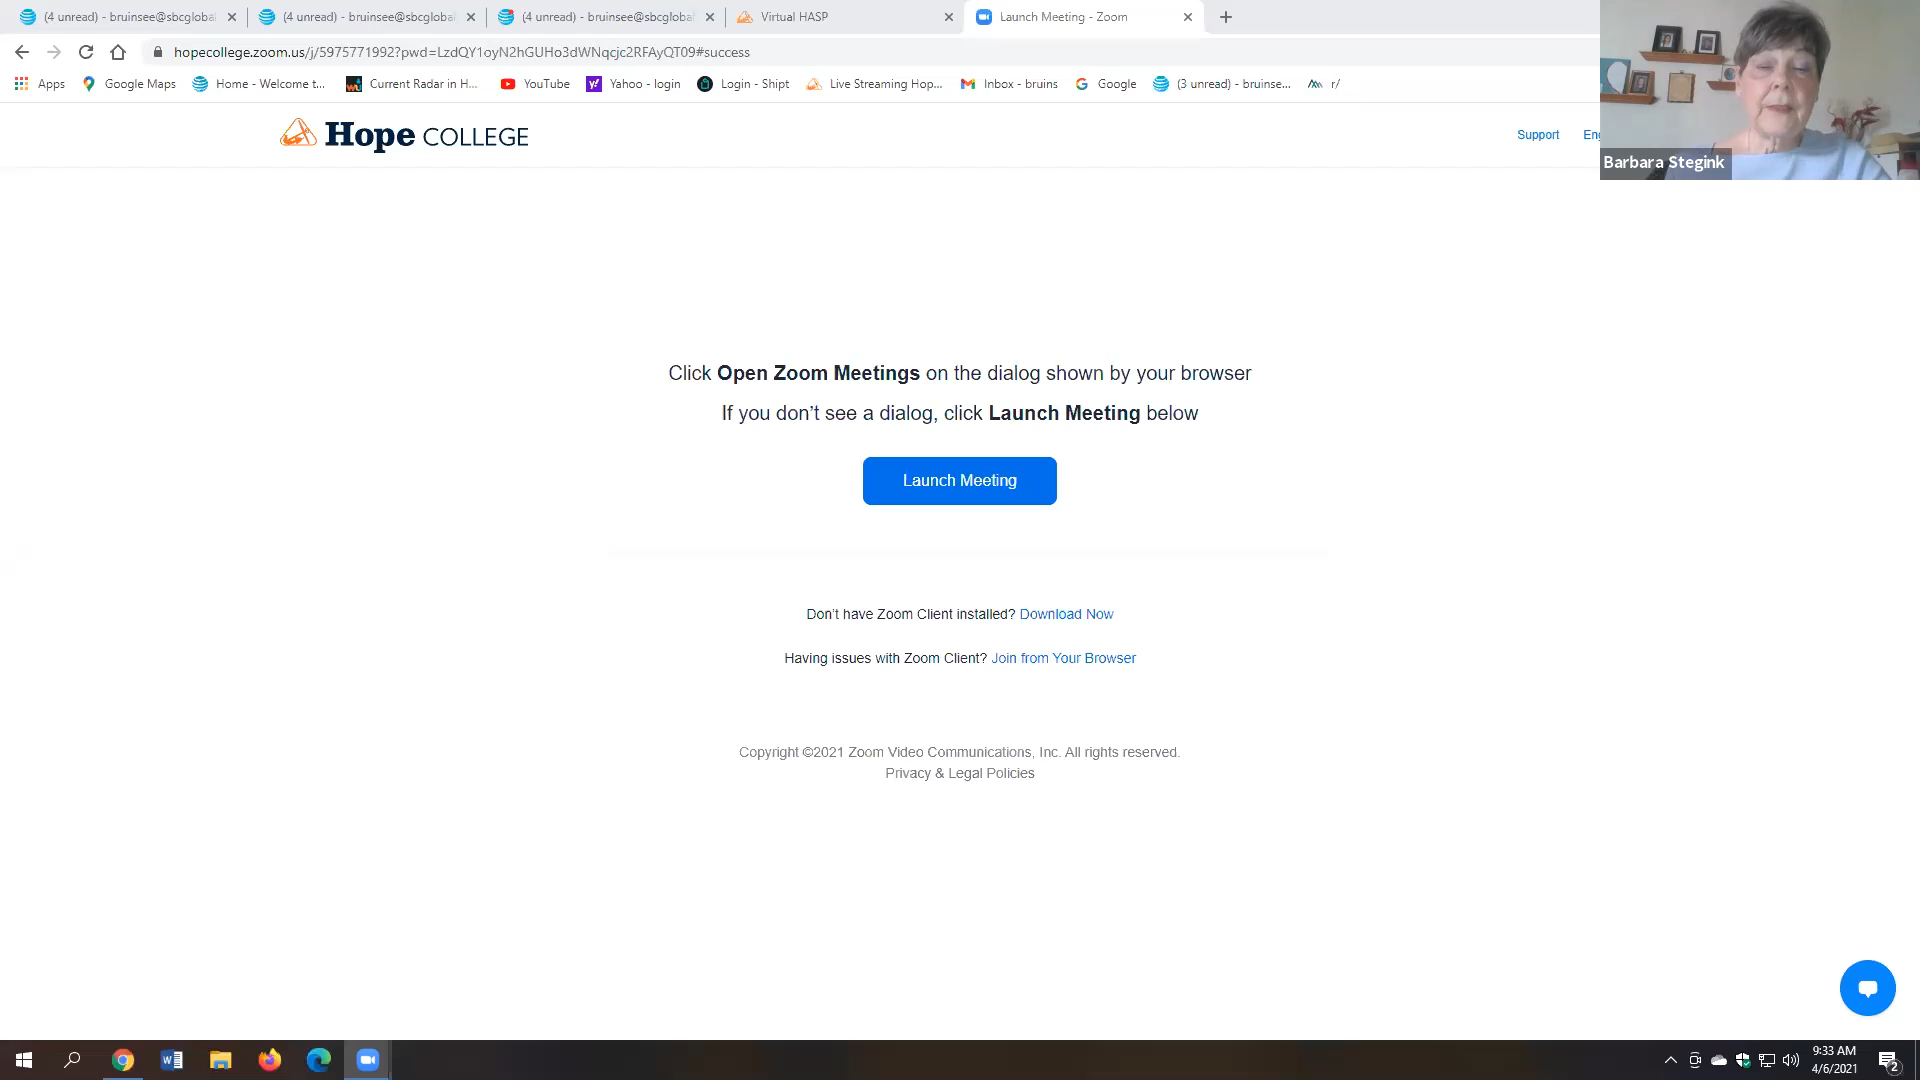 (4 unread) - bruinsee@sbcglobal
(4 unread) - bruinsee@sbcglobal
(4 unread) - bruinsee@sbcglobal
Virtual HASP
Launch Meeting - Zoom
hopecollege.zoom.us/j/5975771992?pwd=LzdQY1oyN2hGUHo3dWNqcjc2RFAyQT09#success
Apps
Google Maps
Home - Welcome t...
Current Radar in H...
YouTube
Yahoo - login
Login - Shipt
Live Streaming Hop...
Inbox - bruins
Google
(3 unread) - bruinse...
r/
Hope COLLEGE
Support
Eng
Barbara Stegink
Click Open Zoom Meetings on the dialog shown by your browser
If you don’t see a dialog, click Launch Meeting below
Launch Meeting
Don’t have Zoom Client installed? Download Now
Having issues with Zoom Client? Join from Your Browser
Copyright ©2021 Zoom Video Communications, Inc. All rights reserved.
Privacy & Legal Policies
9:33 AM
4/6/2021
2